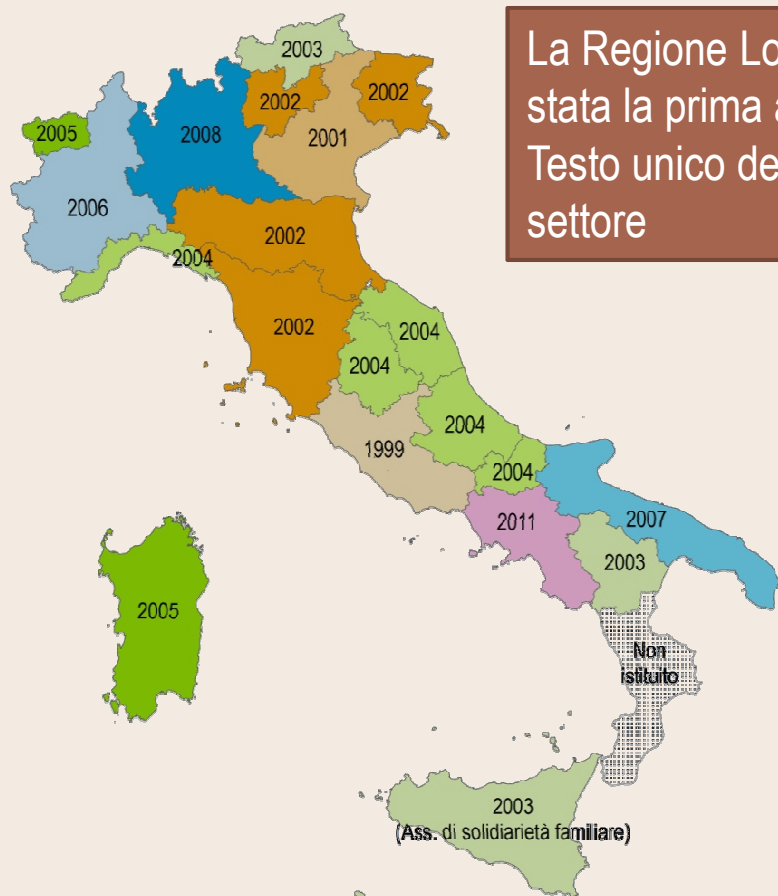 La Regione Lo
stata la prima a
Testo unico de
settore
2003
2002
2002
2005
2008
2001
2006
2002
2004
2002
2004
2004
2004
1999
2004
2011
2007
2003
2005
Non
istituito
2003
(Ass. di solidiarietà familiare)